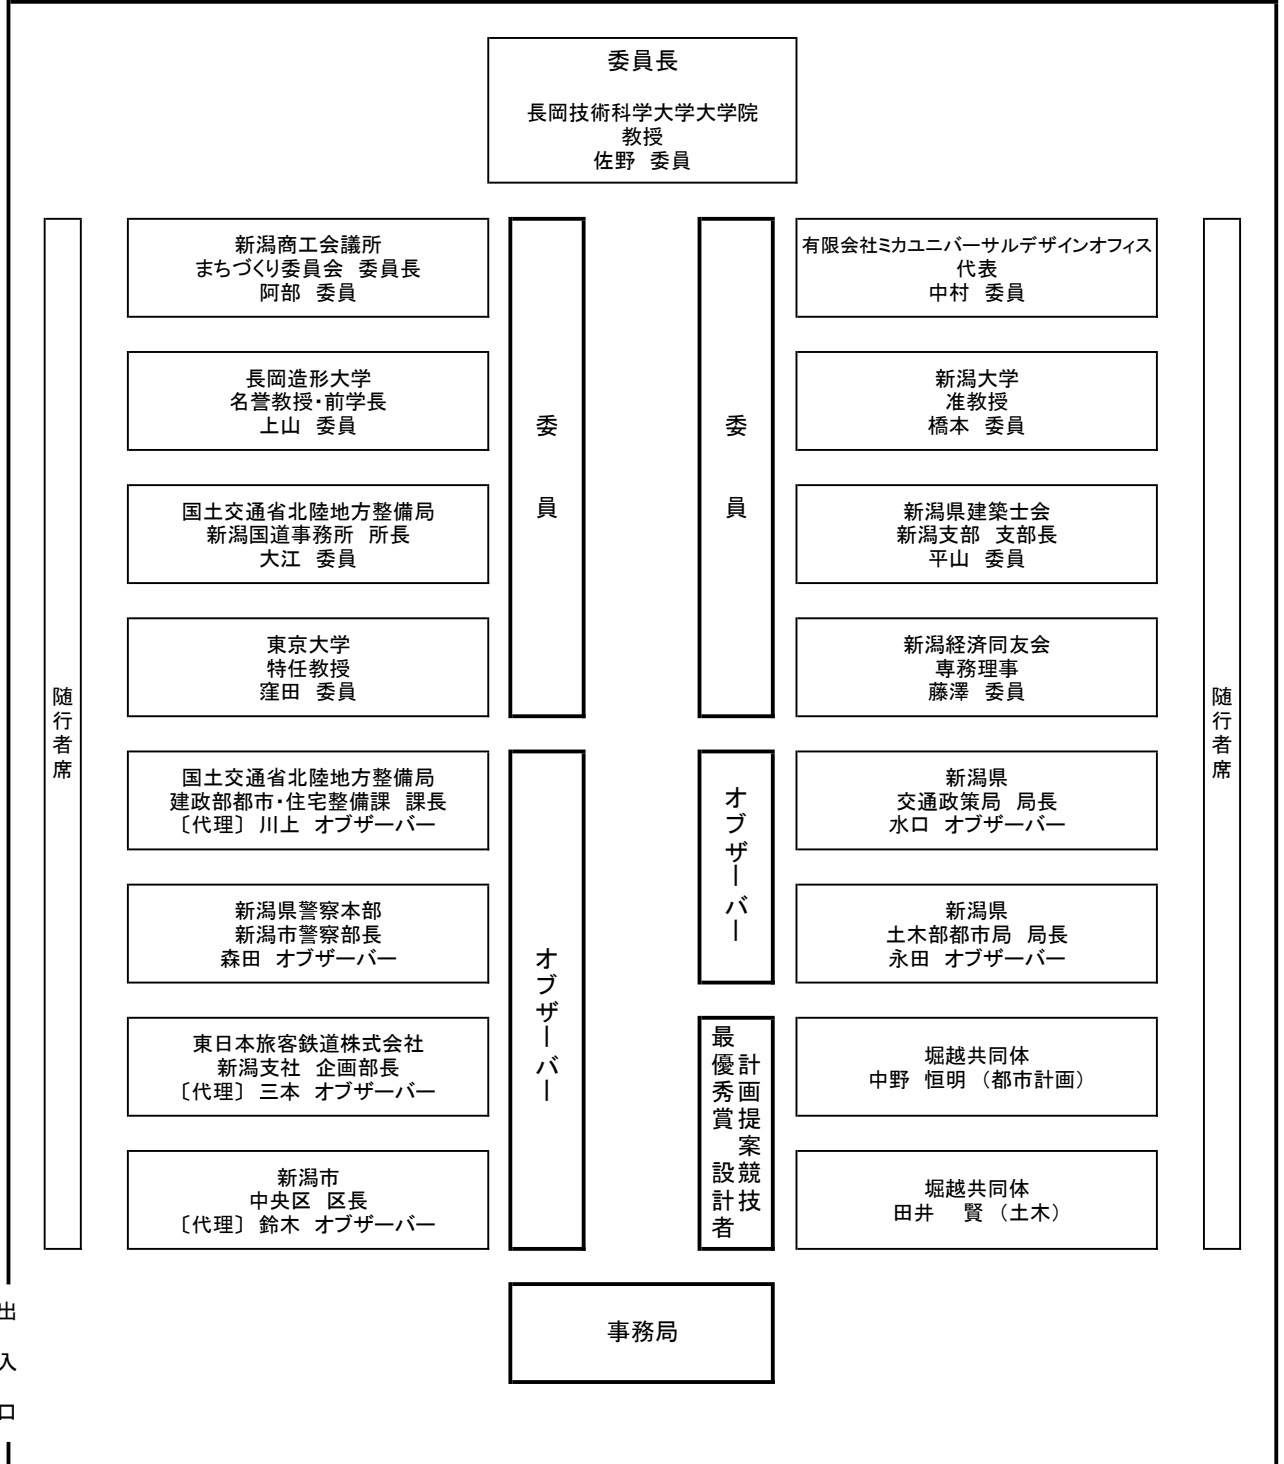 委員長
長岡技術科学大学大学院
教授
佐野 委員
新潟商工会議所
まちづくり委員会 委員長
阿部 委員
長岡造形大学
名誉教授・前学長
上山 委員
国土交通省北陸地方整備局
新潟国道事務所 所長
大江 委員
東京大学
特任教授
窪田 委員
国土交通省北陸地方整備局
建政部都市・住宅整備課 課長
〔代理〕 川上 オブザーバー
新潟県警察本部
新潟市警察部長
森田 オブザーバー
東日本旅客鉄道株式会社
新潟支社 企画部長
〔代理〕 三本 オブザーバー
新潟市
中央区 区長
〔代理〕 鈴木 オブザーバー
委員
オブザーバー
委員
オブザーバー
計画提案競技
最優秀賞 設計者
有限会社ミカユニバーサルデザインオフィス
代表
中村 委員
新潟大学
准教授
橋本 委員
新潟県建築士会
新潟支部 支部長
平山 委員
新潟経済同友会
専務理事
藤澤 委員
新潟県
交通政策局 局長
水口 オブザーバー
新潟県
土木部都市局 局長
永田 オブザーバー
堀越共同体
中野 恒明 （都市計画）
堀越共同体
田井 賢 （土木）
随行者席
随行者席
事務局
出入口